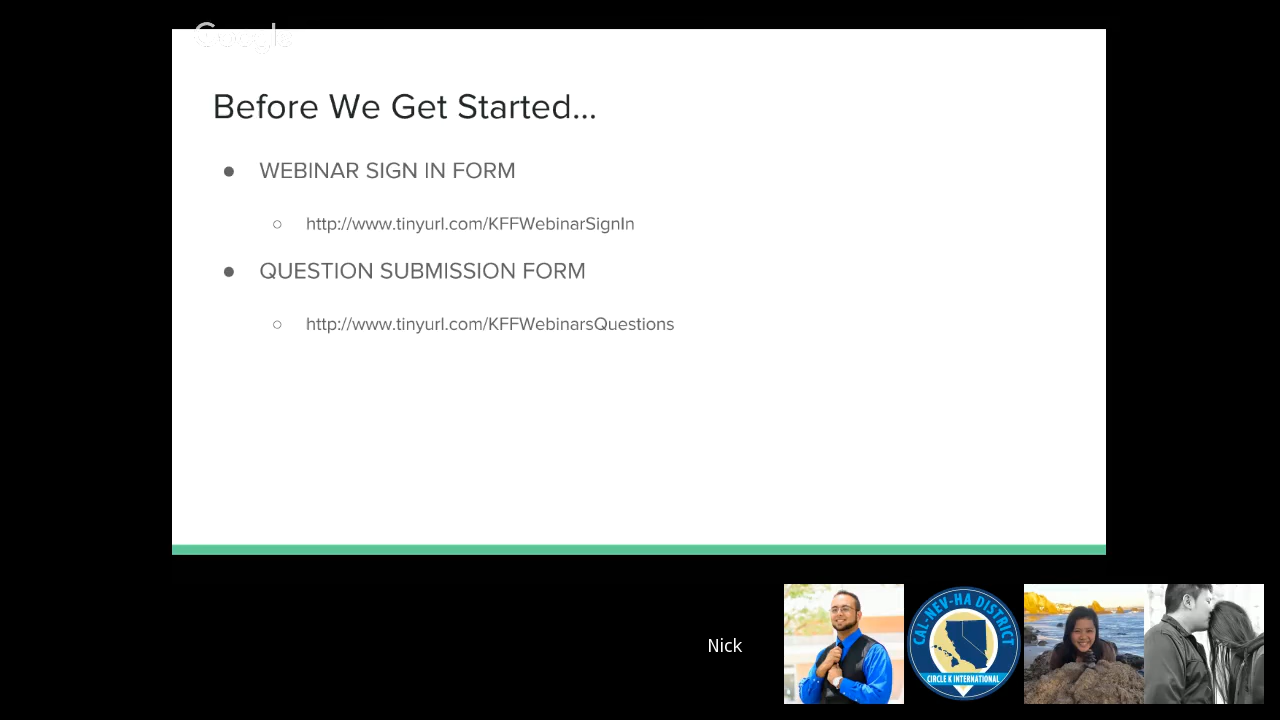 Google
Before We Get Started...
● WEBINAR SIGN IN FORM
○ http://www.tinyurl.com/KFFWebinarSignIn
● QUESTION SUBMISSION FORM
○ http://www.tinyurl.com/KFFWebinarsQuestions
Nick
CAL-NEV-HA DISTRICT
CIRCLE K INTERNATIONAL